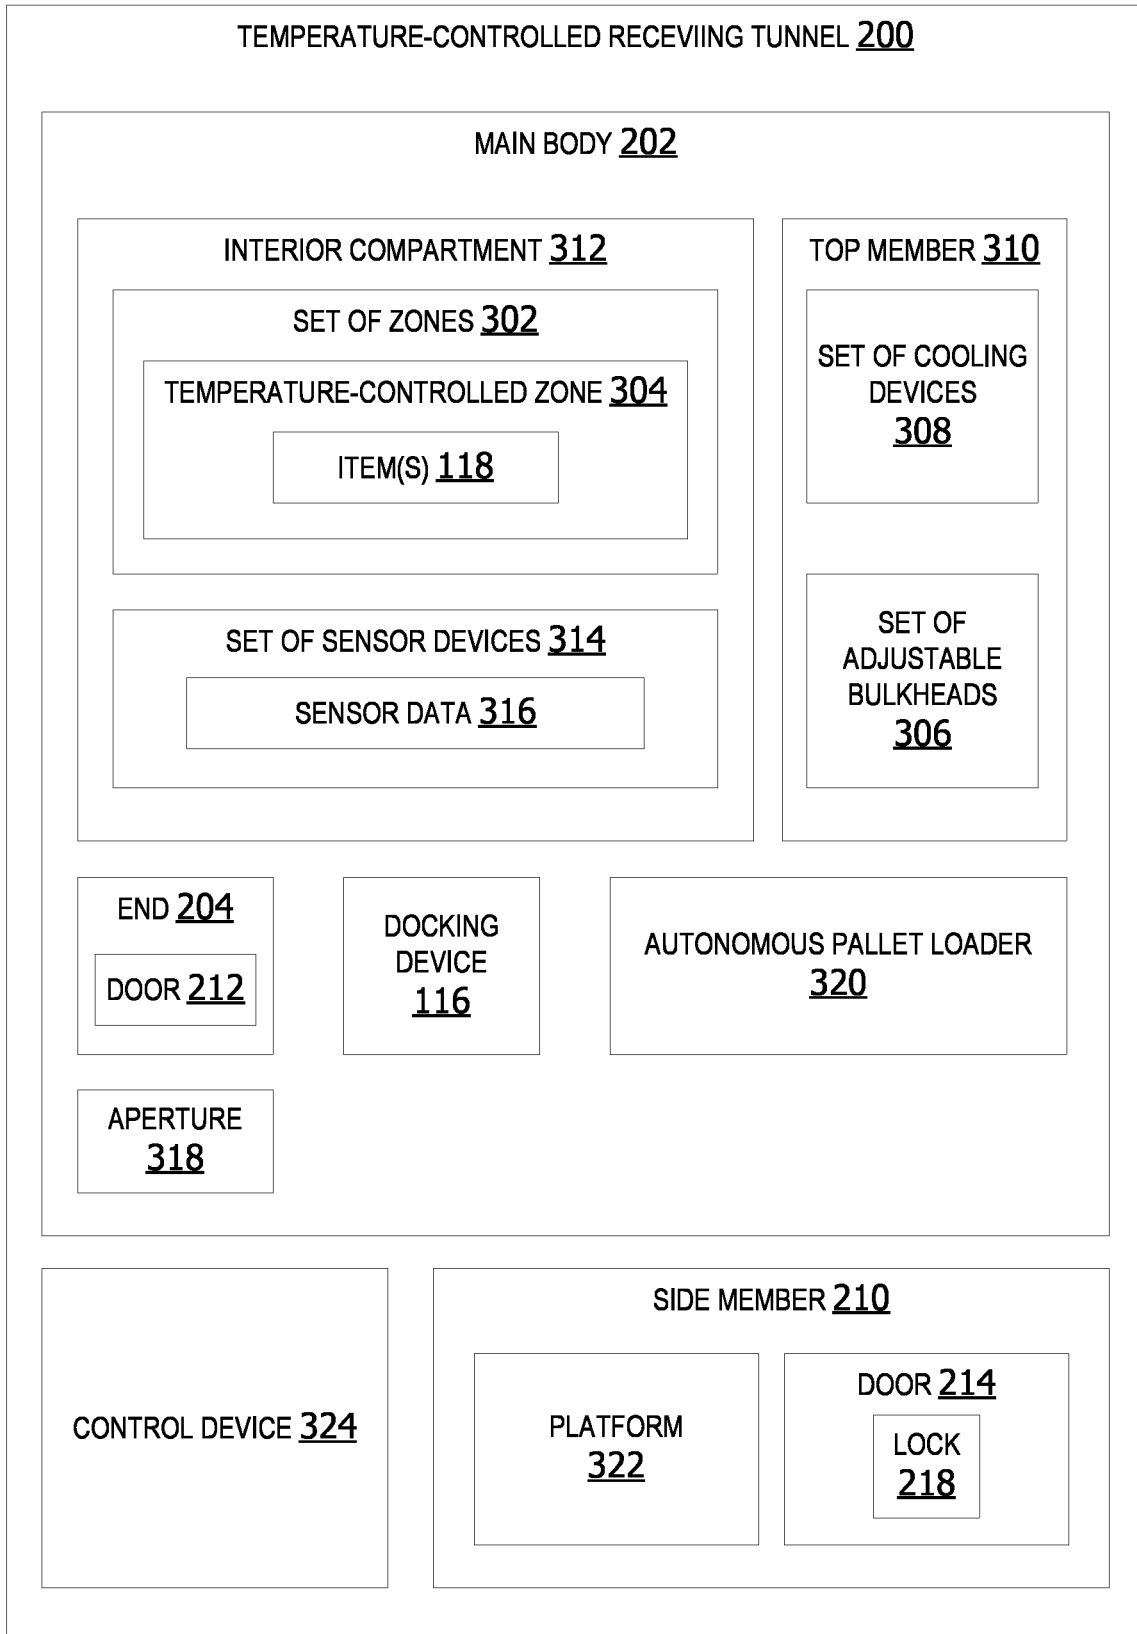 TEMPERATURE-CONTROLLED RECEVIING TUNNEL 200
MAIN BODY 202
INTERIOR COMPARTMENT 312
SET OF ZONES 302
TEMPERATURE-CONTROLLED ZONE 304
ITEM(S) 118
SET OF SENSOR DEVICES 314
SENSOR DATA 316
TOP MEMBER 310
SET OF COOLING
DEVICES
308
SET OF
ADJUSTABLE
BULKHEADS
306
END 204
DOOR 212
DOCKING
DEVICE
116
AUTONOMOUS PALLET LOADER
320
APERTURE
318
CONTROL DEVICE 324
SIDE MEMBER 210
PLATFORM
322
DOOR 214
LOCK
218